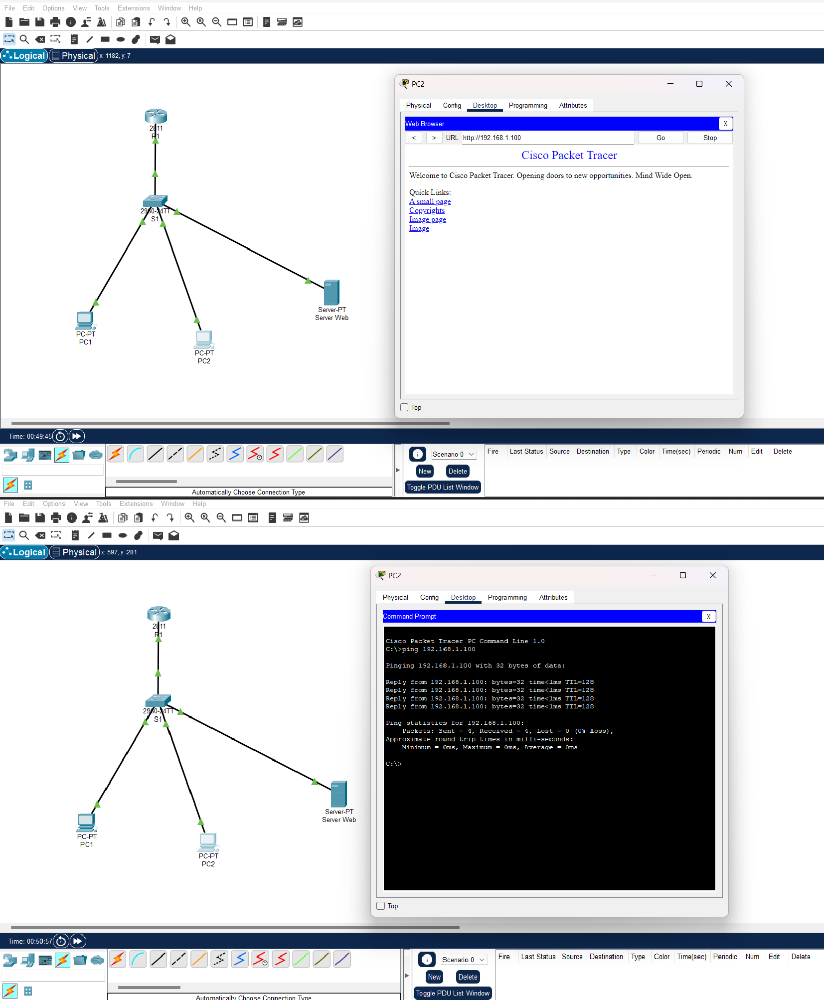 File Edit Options View Tools Extensions Window Help
Logical Physical x: 1182, y: 7
2811
R1
2960-24TT
S1
PC-PT
PC1
PC-PT
PC2
Server-PT
Server Web
PC2
Physical Config Desktop Programming Attributes
Web Browser X
< > URL http://192.168.1.100 Go Stop
Cisco Packet Tracer
Welcome to Cisco Packet Tracer. Opening doors to new opportunities. Mind Wide Open.
Quick Links:
A small page
Copyrights
Image page
Image
Top
Time: 00:49:45
Scenario 0
New Delete
Toggle PDU List Window
Fire Last Status Source Destination Type Color Time(sec) Periodic Num Edit Delete
Automatically Choose Connection Type
File Edit Options View Tools Extensions Window Help
Logical Physical x: 597, y: 281
2811
R1
2960-24TT
S1
PC-PT
PC1
PC-PT
PC2
Server-PT
Server Web
PC2
Physical Config Desktop Programming Attributes
Command Prompt X
Cisco Packet Tracer PC Command Line 1.0
C:\>ping 192.168.1.100
Pinging 192.168.1.100 with 32 bytes of data:
Reply from 192.168.1.100: bytes=32 time<1ms TTL=128
Reply from 192.168.1.100: bytes=32 time<1ms TTL=128
Reply from 192.168.1.100: bytes=32 time<1ms TTL=128
Reply from 192.168.1.100: bytes=32 time<1ms TTL=128
Ping statistics for 192.168.1.100:
Packets: Sent = 4, Received = 4, Lost = 0 (0% loss),
Approximate round trip times in milli-seconds:
Minimum = 0ms, Maximum = 0ms, Average = 0ms
C:\>
Top
Time: 00:50:57
Scenario 0
New Delete
Toggle PDU List Window
Fire Last Status Source Destination Type Color Time(sec) Periodic Num Edit Delete
Automatically Choose Connection Type